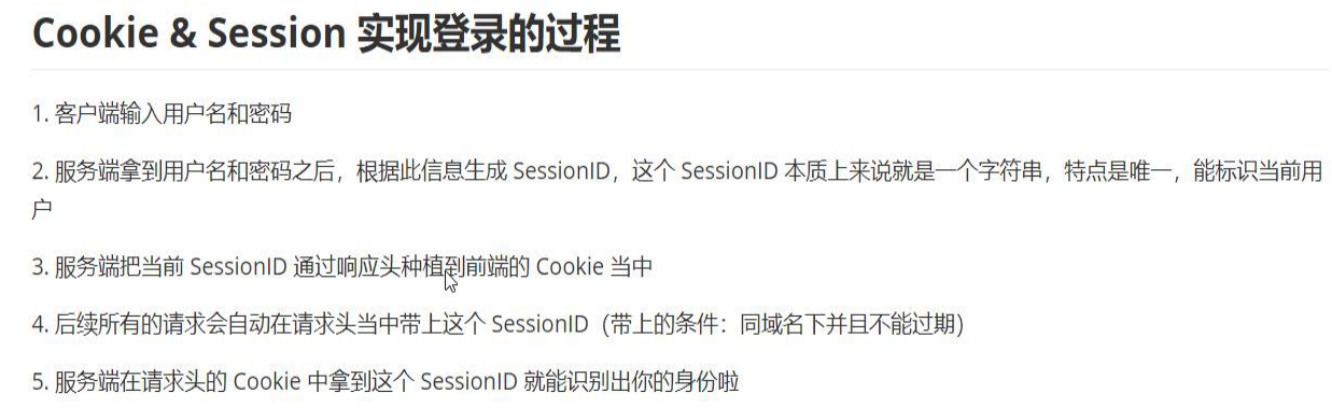 Cookie & Session 实现登录的过程
1. 客户端输入用户名和密码
2. 服务端拿到用户名和密码之后，根据此信息生成 SessionID，这个 SessionID 本质上来说就是一个字符串，特点是唯一，能标识当前用
户
3. 服务端把当前 SessionID 通过响应头种植到前端的 Cookie 当中
4. 后续所有的请求会自动在请求头当中带上这个 SessionID（带上的条件：同域名下并且不能过期）
5. 服务端在请求头的 Cookie 中拿到这个 SessionID 就能识别出你的身份啦